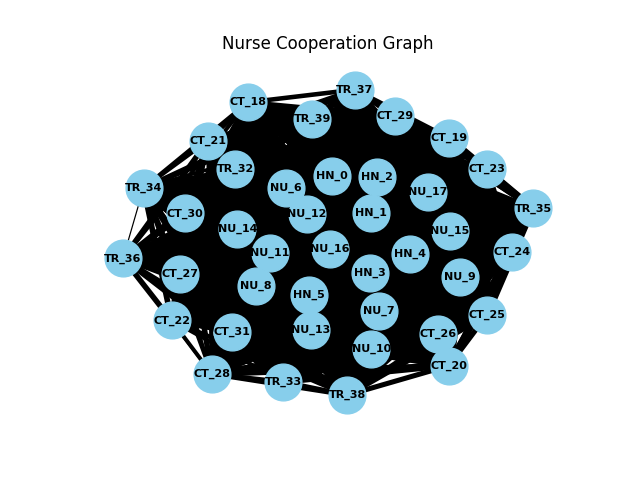 Nurse Cooperation Graph
TR_37
CT_18
CT_29
TR_39
CT_19
CT_21
TR_32
CT_23
HN_0
HN_2
NU_6
TR_34
NU_17
TR_35
CT_30
NU_12
HN_1
NU_14
NU_15
NU_16
CT_24
NU_11
HN_4
TR_36
CT_27
HN_3
NU_9
NU_8
HN_5
NU_7
CT_25
CT_22
NU_13
CT_31
CT_26
NU_10
CT_20
CT_28
TR_33
TR_38